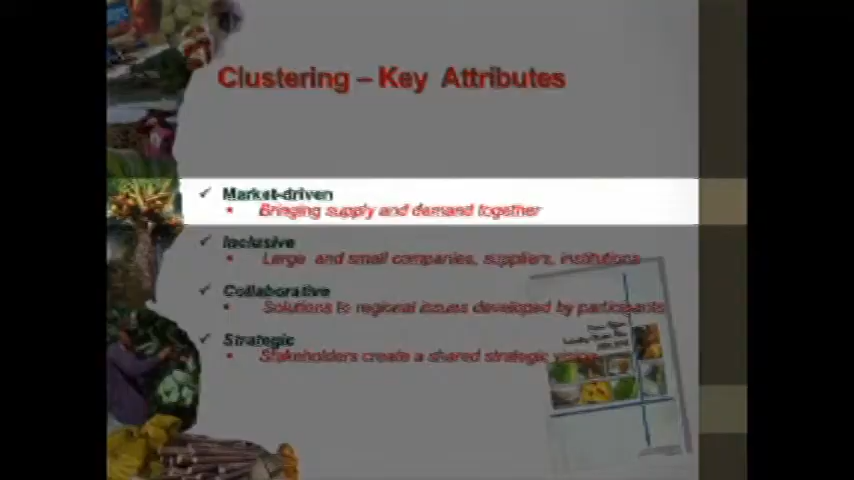 Clustering – Key Attributes
✓ Market-driven
• Bringing supply and demand together
✓ Inclusive
• Large and small companies, suppliers, institutions
✓ Collaborative
• Solutions to regional issues developed by participants
✓ Strategic
• Stakeholders create a shared strategic vision